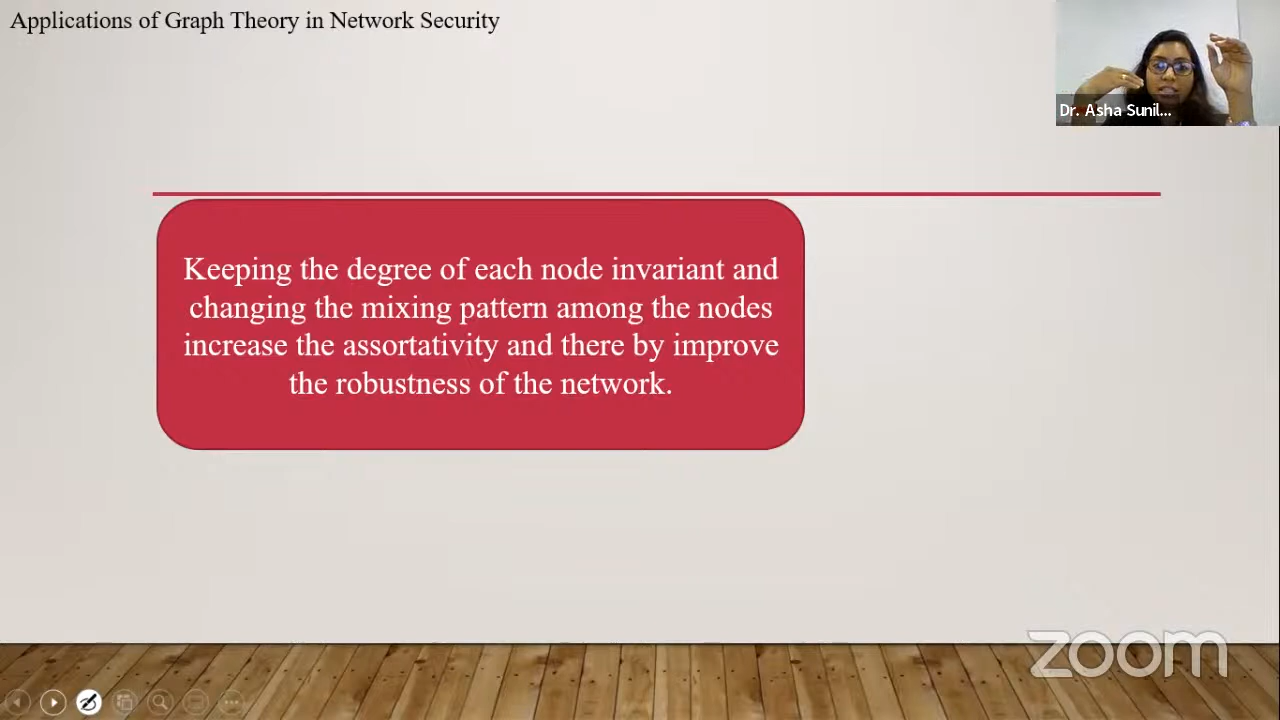 Applications of Graph Theory in Network Security
Dr. Asha Sunil...
Keeping the degree of each node invariant and
changing the mixing pattern among the nodes
increase the assortativity and there by improve
the robustness of the network.
zoom